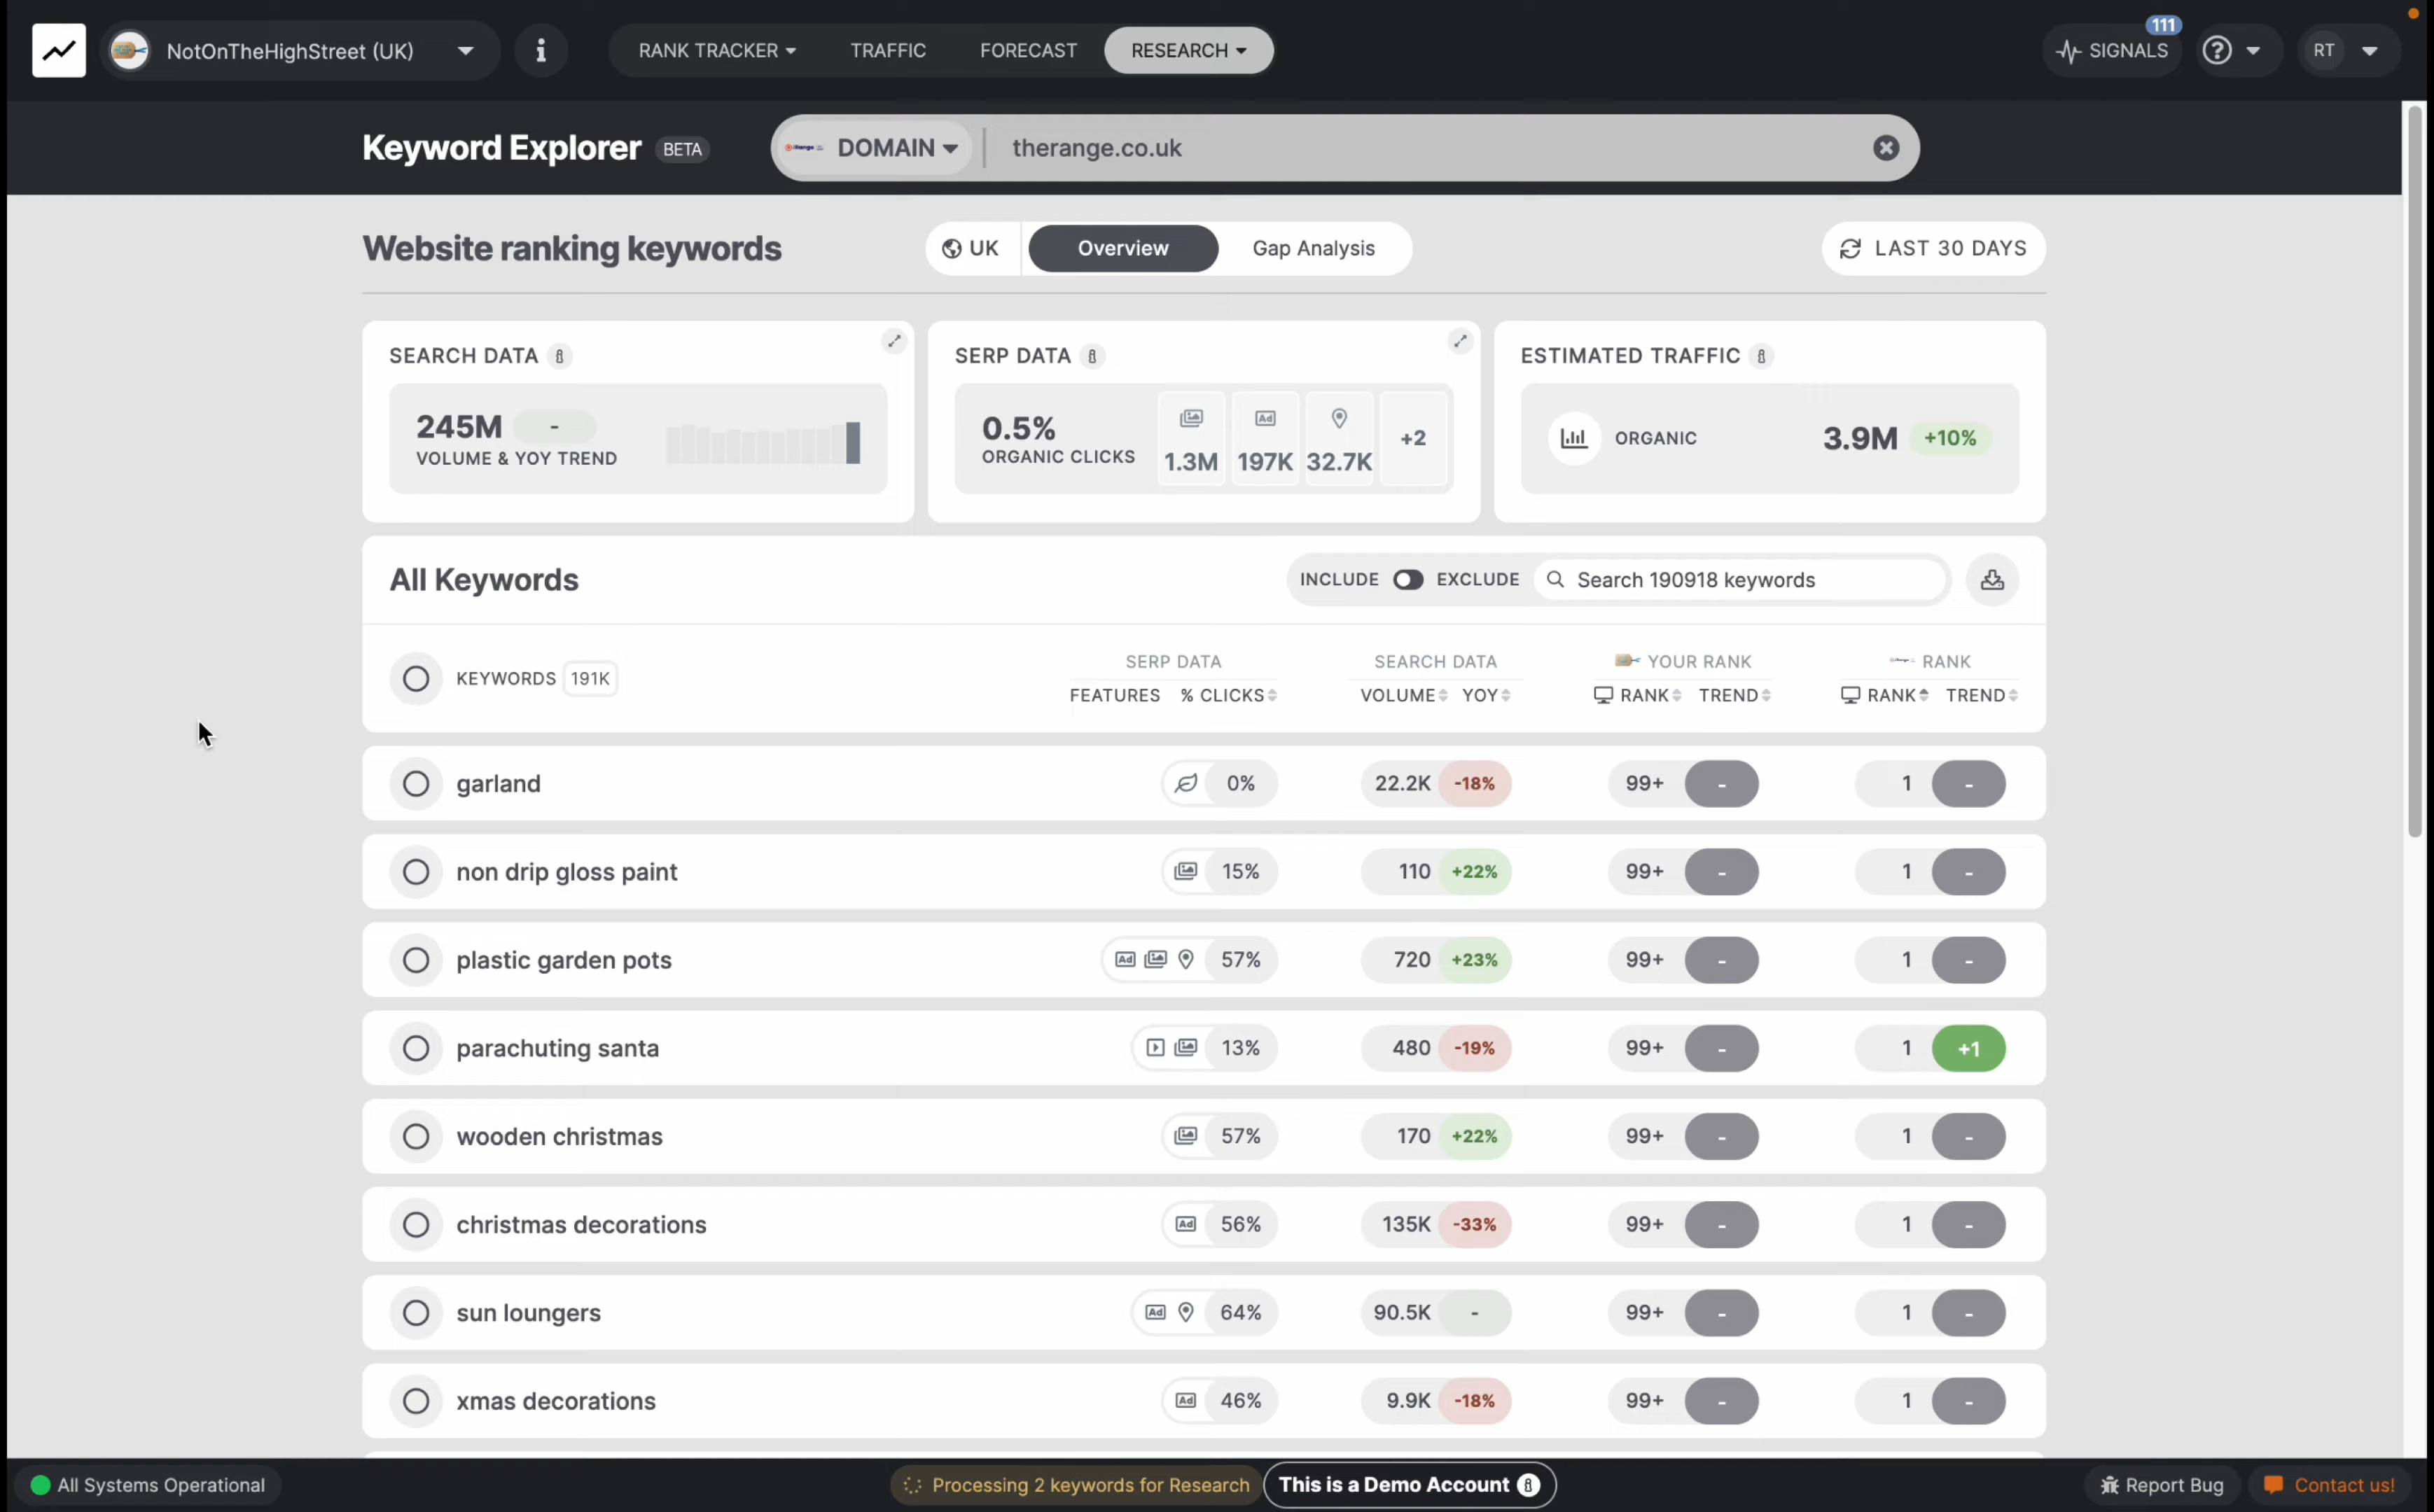 NotOnTheHighStreet (UK)
RANK TRACKER
TRAFFIC
FORECAST
RESEARCH
111
SIGNALS
RT
Keyword Explorer BETA
DOMAIN
therange.co.uk
Website ranking keywords
UK
Overview
Gap Analysis
LAST 30 DAYS
SEARCH DATA
245M -
VOLUME & YOY TREND
SERP DATA
0.5%
ORGANIC CLICKS
Ad
1.3M 197K 32.7K +2
ESTIMATED TRAFFIC
ORGANIC 3.9M +10%
All Keywords
INCLUDE EXCLUDE
Search 190918 keywords
KEYWORDS 191K
SERP DATA SEARCH DATA YOUR RANK RANK
FEATURES % CLICKS VOLUME YOY RANK TREND RANK TREND
garland 0% 22.2K -18% 99+ - 1 -
non drip gloss paint 15% 110 +22% 99+ - 1 -
plastic garden pots Ad 57% 720 +23% 99+ - 1 -
parachuting santa 13% 480 -19% 99+ - 1 +1
wooden christmas 57% 170 +22% 99+ - 1 -
christmas decorations Ad 56% 135K -33% 99+ - 1 -
sun loungers Ad 64% 90.5K - 99+ - 1 -
xmas decorations Ad 46% 9.9K -18% 99+ - 1 -
All Systems Operational
Processing 2 keywords for Research
This is a Demo Account
Report Bug
Contact us!